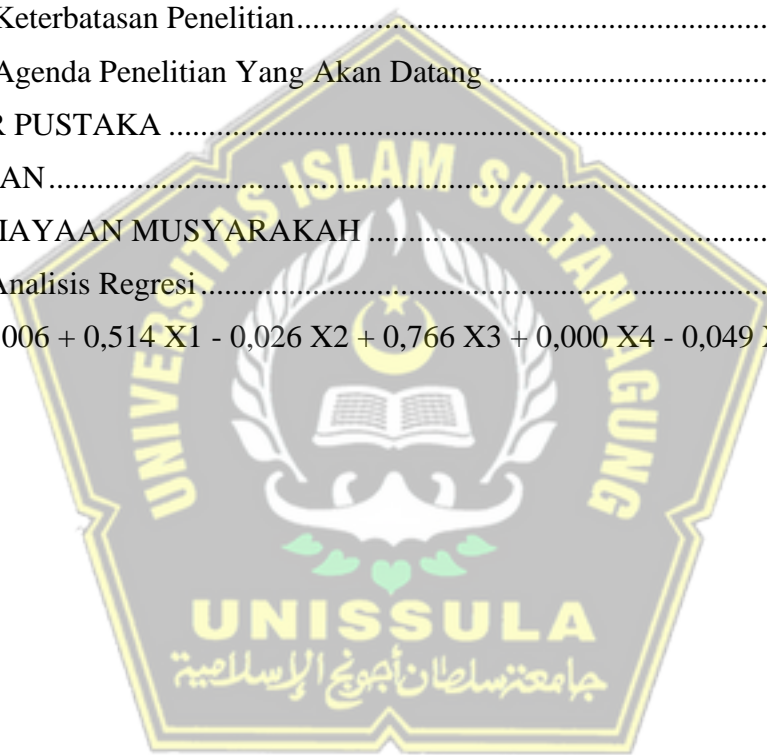 Keterbatasan Penelitian
Agenda Penelitian Yang Akan Datang
R PUSTAKA
AN
IAYAAN MUSYARAKAH
Analisis Regresi
006 + 0,514 X1 - 0,026 X2 + 0,766 X3 + 0,000 X4 - 0,049
UNIVERSITAS ISLAM SULTAN AGUNG
UNISSULA
جامعة سلطان أجونج الإسلامية